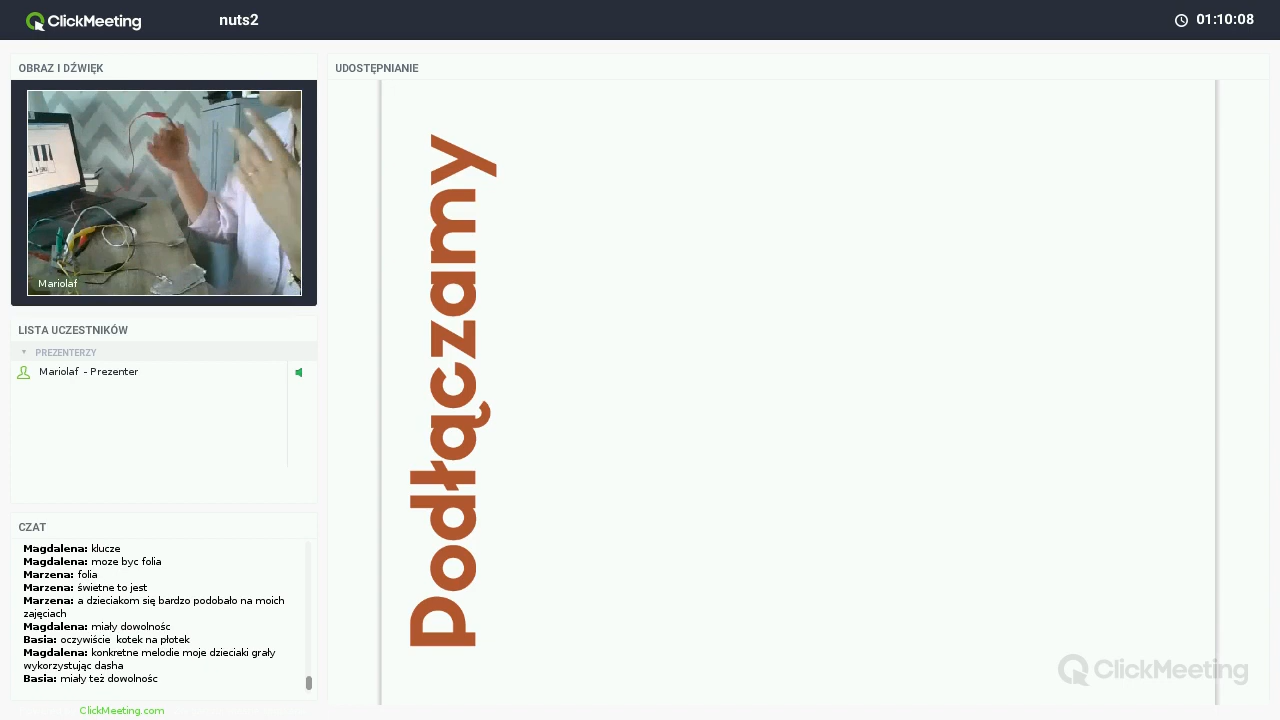 ClickMeeting
nuts2
01:10:08
OBRAZ I DŹWIĘK
Mariolaf
LISTA UCZESTNIKÓW
PREZENTERZY
Mariolaf - Prezenter
CZAT
Magdalena: klucze
Magdalena: moze byc folia
Marzena: folia
Marzena: świetne to jest
Marzena: a dzieciakom się bardzo podobało na moich
zajęciach
Magdalena: miały dowolnośc
Basia: oczywiście kotek na płotek
Magdalena: konkretne melodie moje dzieciaki grały
wykorzystując dasha
Basia: miały też dowolnośc
ClickMeeting.com
UDOSTĘPNIANIE
Podłączamy
ClickMeeting